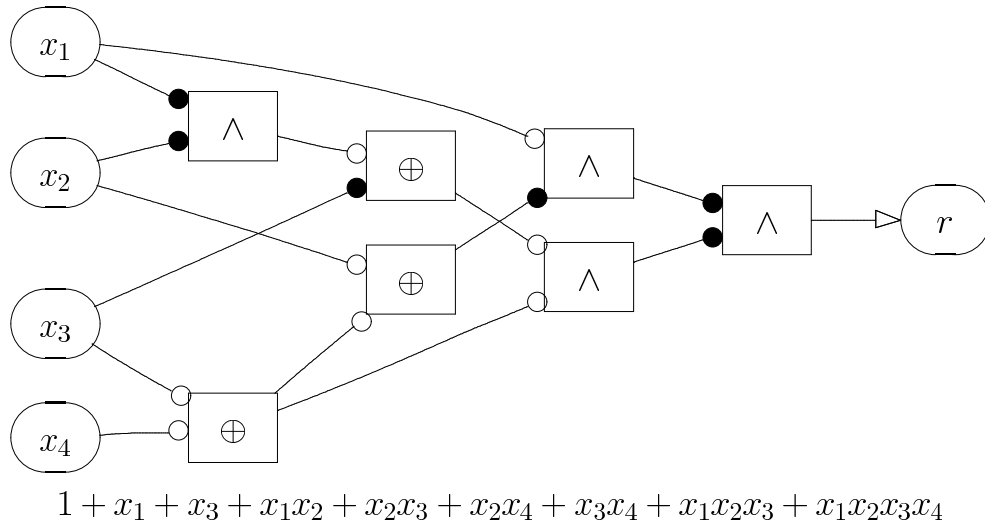 x₁
∧
∧
⊕
x₂
∧
r
⊕
∧
x₃
⊕
x₄
1 + x₁ + x₃ + x₁x₂ + x₂x₃ + x₂x₄ + x₃x₄ + x₁x₂x₃ + x₁x₂x₃x₄